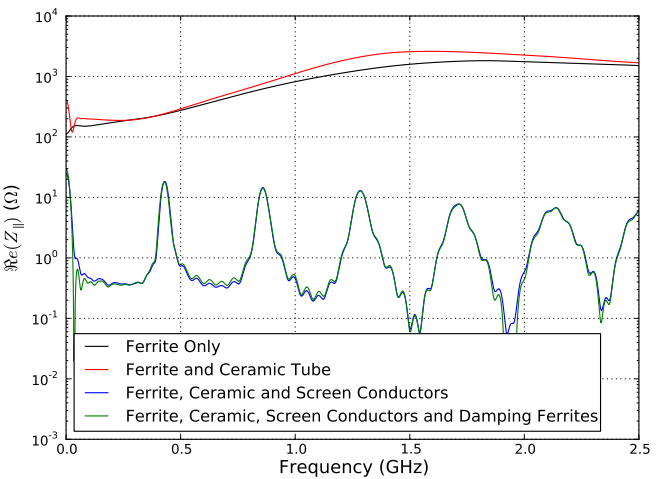 10^4
10^3
10^2
10^1
10^0
10^-1
10^-2
10^-3
ℜe(Z_∥) (Ω)
Ferrite Only
Ferrite and Ceramic Tube
Ferrite, Ceramic and Screen Conductors
Ferrite, Ceramic, Screen Conductors and Damping Ferrites
0.0 0.5 1.0 1.5 2.0 2.5
Frequency (GHz)